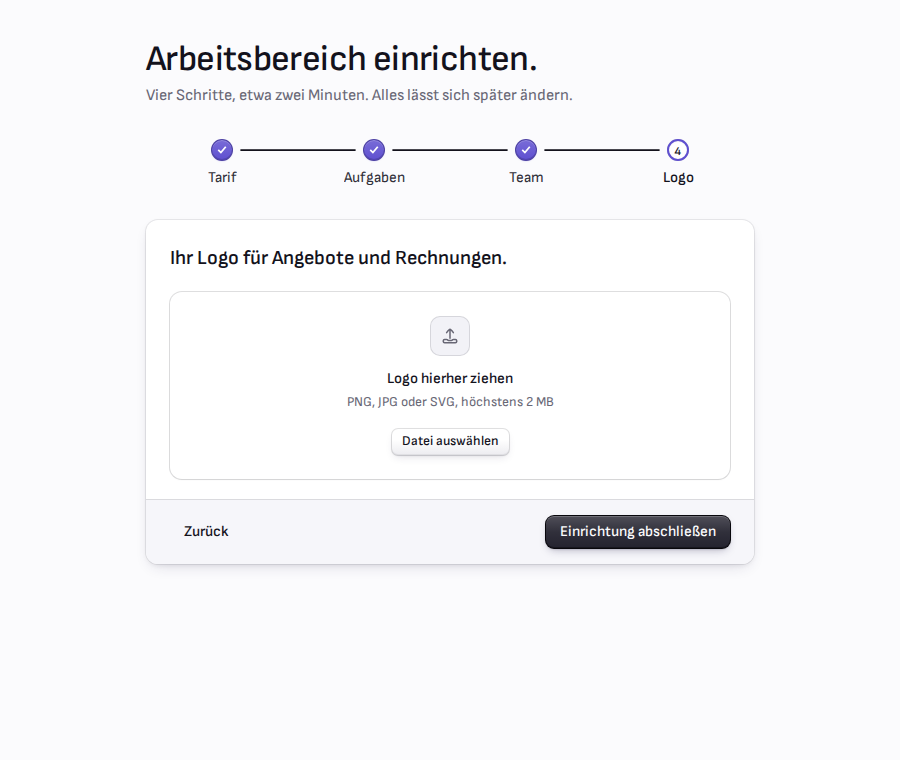 Arbeitsbereich einrichten.
Vier Schritte, etwa zwei Minuten. Alles lässt sich später ändern.
4
Tarif
Aufgaben
Team
Logo
Ihr Logo für Angebote und Rechnungen.
Logo hierher ziehen
PNG, JPG oder SVG, höchstens 2 MB
Datei auswählen
Zurück
Einrichtung abschließen